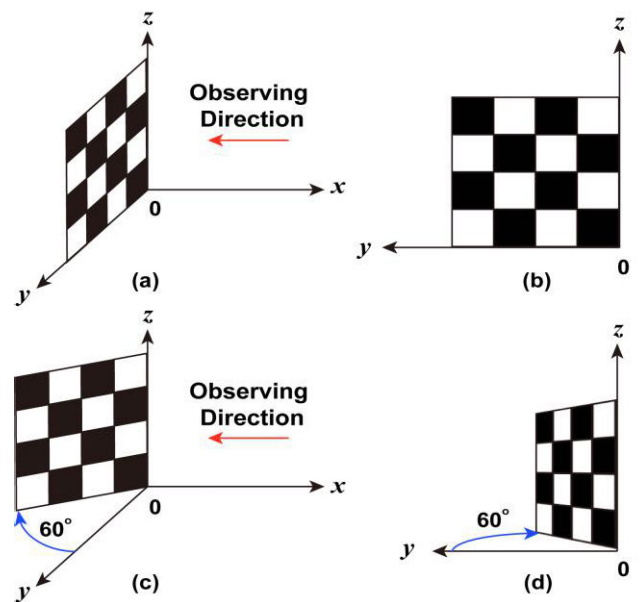 z
Observing
Direction
x
0
y
(a)
z
y
0
(b)
z
Observing
Direction
x
0
60°
y
(c)
z
60°
y
0
(d)